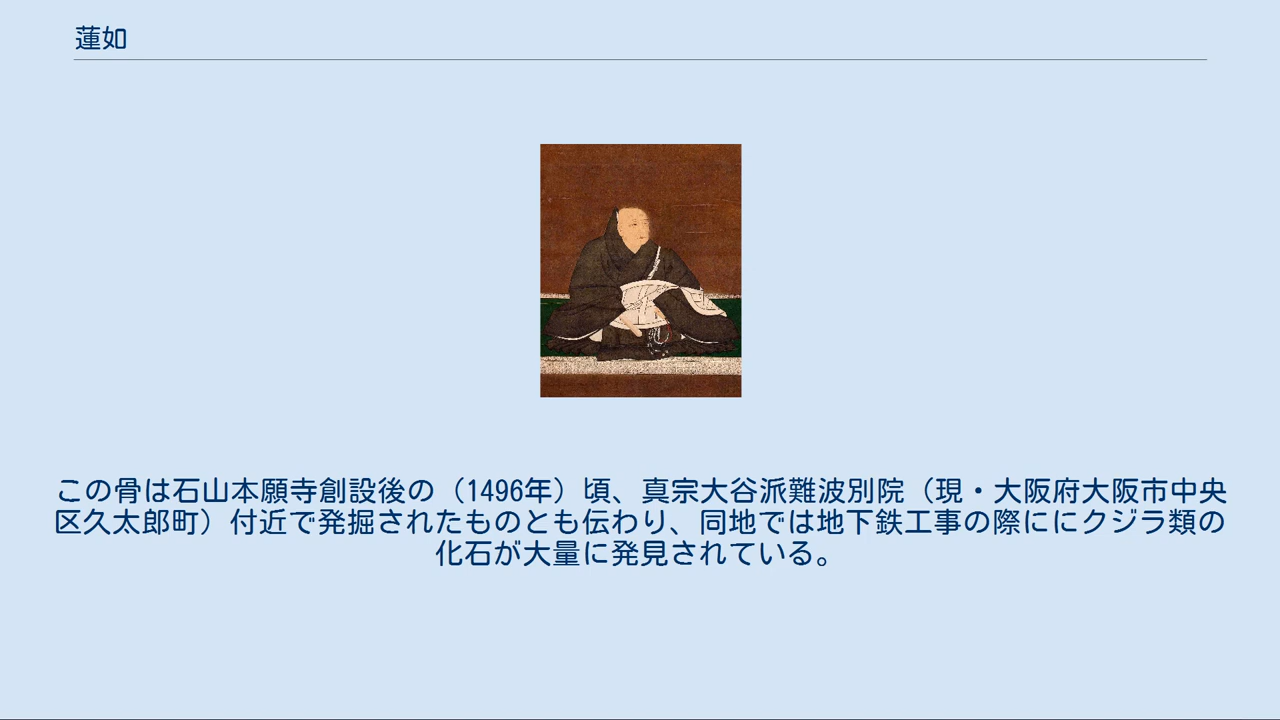 蓮如
この骨は石山本願寺創設後の（1496年）頃、真宗大谷派難波別院（現・大阪府大阪市中央
区久太郎町）付近で発掘されたものとも伝わり、同地では地下鉄工事の際ににクジラ類の
化石が大量に発見されている。